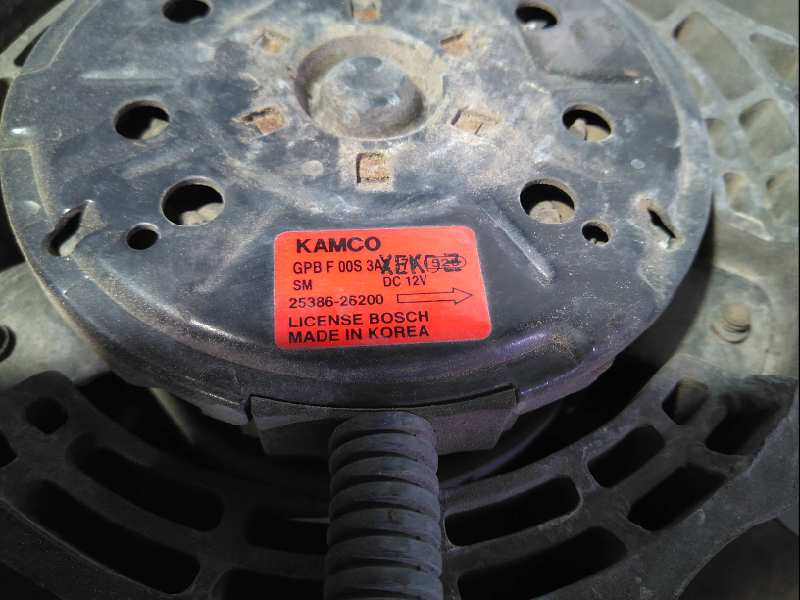 KAMCO
GPB F 00S 3A
SM DC 12V
25386-26200
LICENSE BOSCH
MADE IN KOREA